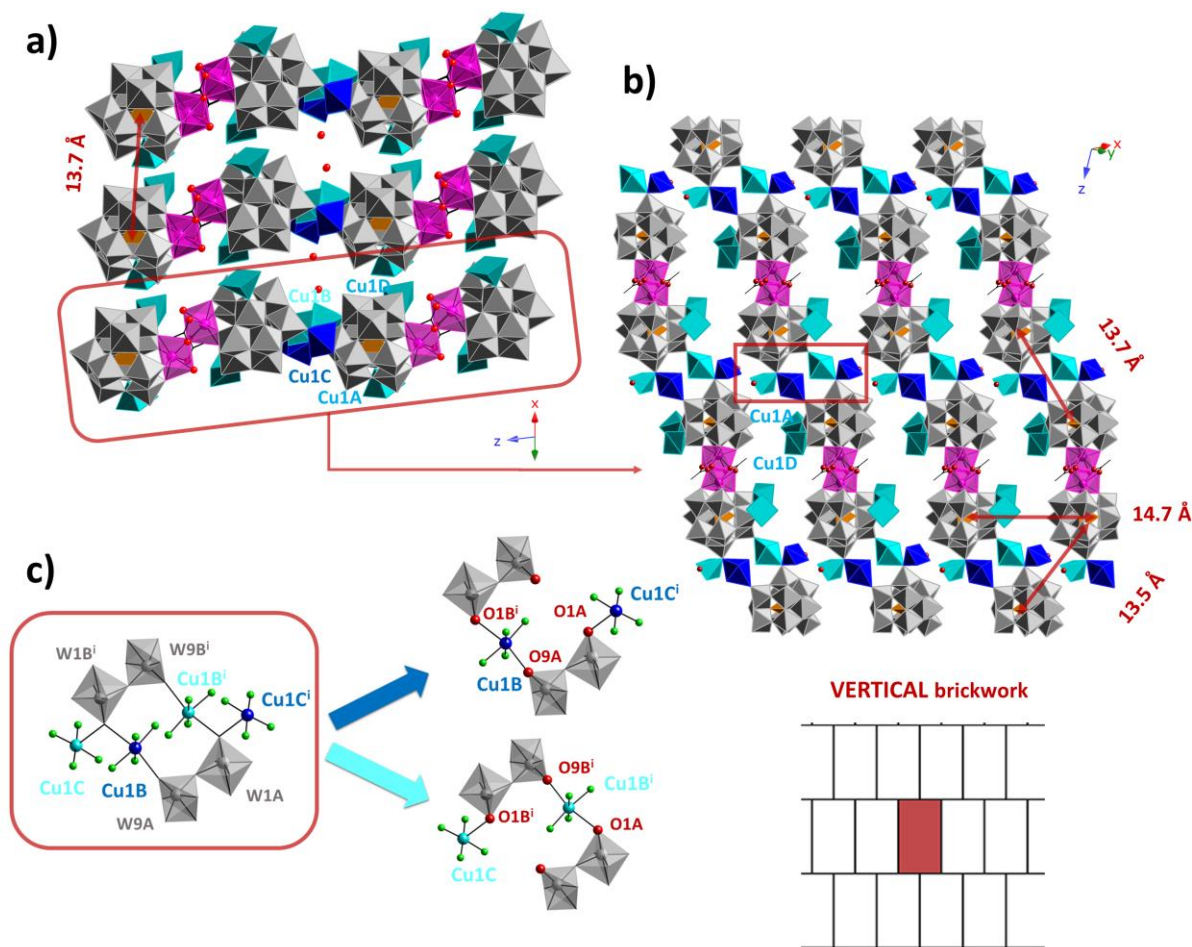 a)
13.7 Å
Cu1B
Cu1D
Cu1C
Cu1A
x
z
b)
x
y
z
Cu1A
Cu1D
13.7 Å
14.7 Å
13.5 Å
c)
W1Bⁱ
W9Bⁱ
Cu1Bⁱ
Cu1Cⁱ
Cu1C
Cu1B
W1A
W9A
O1Bⁱ
O1A
Cu1Cⁱ
O9A
Cu1B
O9Bⁱ
Cu1Bⁱ
O1Bⁱ
O1A
Cu1C
VERTICAL brickwork